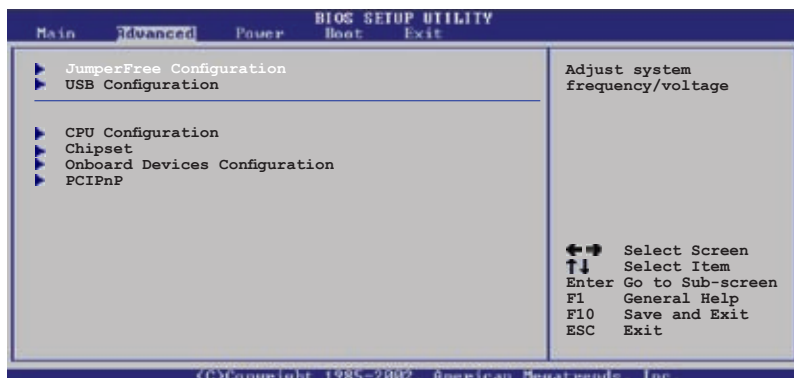 BIOS SETUP UTILITY
Main Advanced Power Boot Exit
JumperFree Configuration
USB Configuration
CPU Configuration
Chipset
Onboard Devices Configuration
PCIPnP
Adjust system
frequency/voltage
←→ Select Screen
↑↓ Select Item
Enter Go to Sub-screen
F1 General Help
F10 Save and Exit
ESC Exit
(C)Copyright 1985-2002 American Megatrends Inc